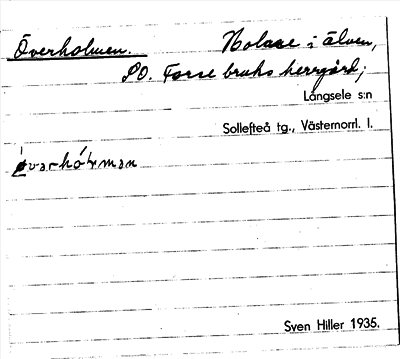 Överholmen.
Holme i älven,
SO. Forse bruks herrgård;
Långsele s:n
Sollefteå tg., Västernorrl. l.
Sven Hiller 1935.